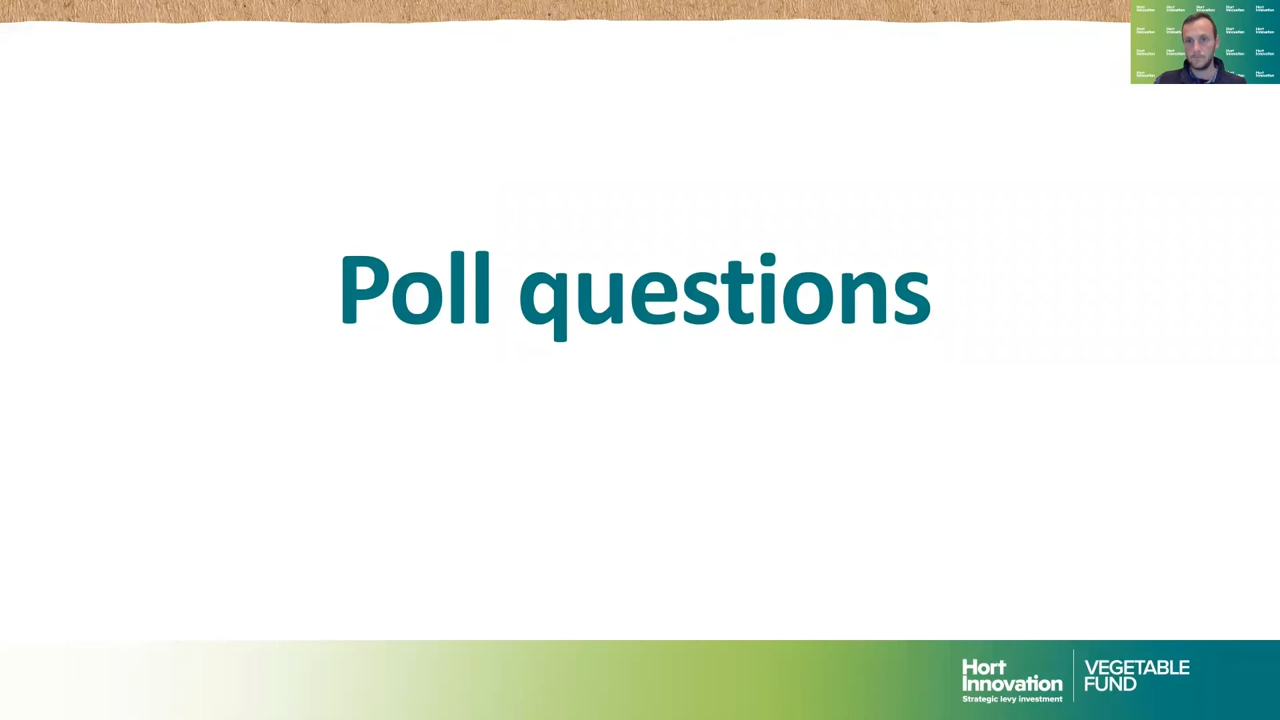 Poll questions
Hort
Innovation
Strategic levy investment
VEGETABLE
FUND